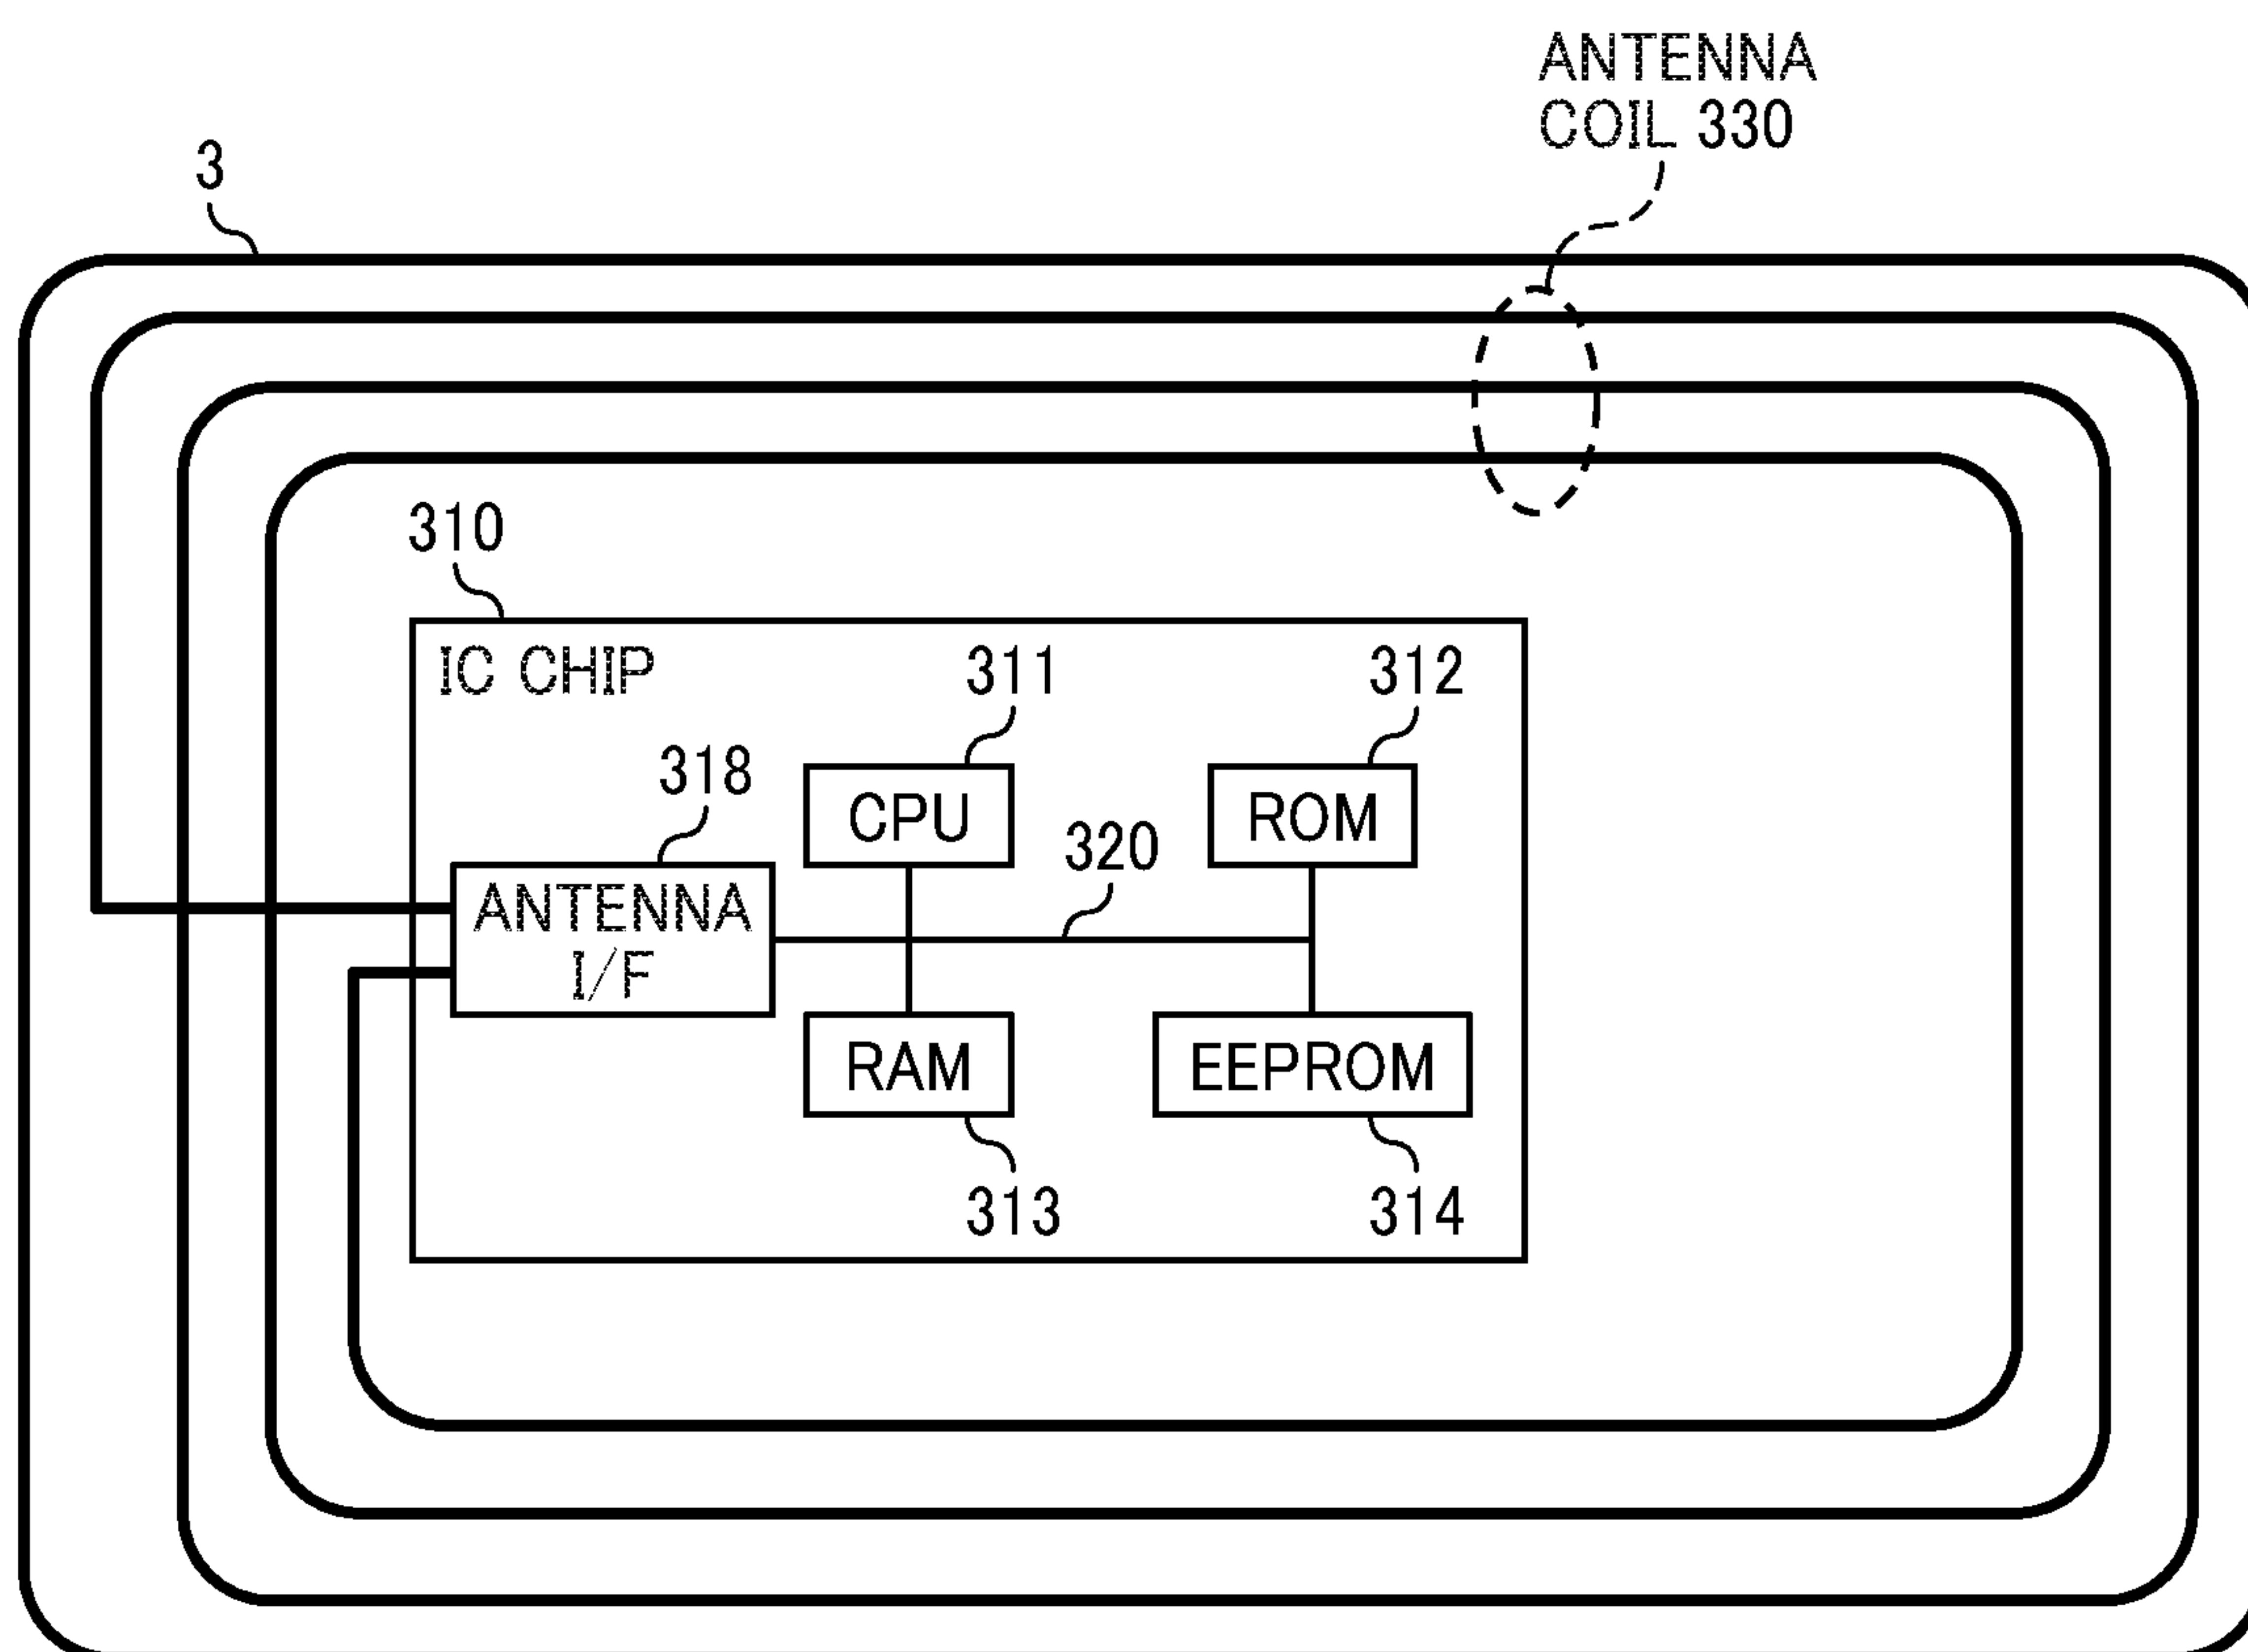 ANTENNA
COIL 330
3
310
IC CHIP
311
312
318
CPU
ROM
320
ANTENNA
I/F
RAM
EEPROM
313
314